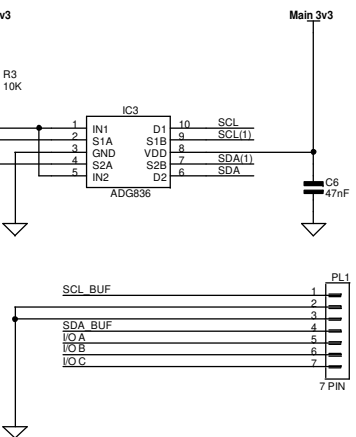 v3
Main 3v3
R3
10K
IC3
1 IN1 D1 10 SCL
2 S1A S1B 9 SCL(1)
3 GND VDD 8
4 S2A S2B 7 SDA(1)
5 IN2 D2 6 SDA
ADG836
C6
47nF
PL1
SCL_BUF 1
2
3
SDA_BUF 4
I/O A 5
I/O B 6
I/O C 7
7 PIN